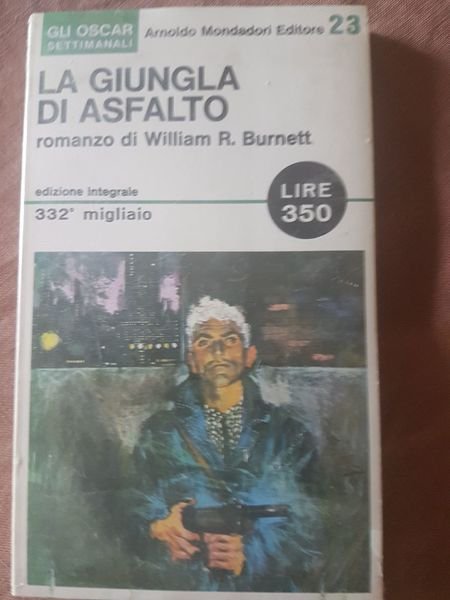 GLI OSCAR
SETTIMANALI
Arnoldo Mondadori Editore 23
LA GIUNGLA
DI ASFALTO
romanzo di William R. Burnett
edizione integrale
332° migliaio
LIRE
350